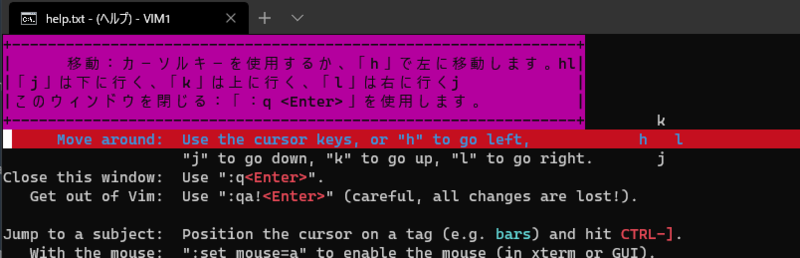 help.txt - (ヘルプ) - VIM1
移動：カーソルキーを使用するか、「h」で左に移動します。hl
「j」は下に行く、「k」は上に行く、「l」は右に行くj
このウィンドウを閉じる：「：q <Enter>」を使用します。
k
Move around: Use the cursor keys, or "h" to go left, h l
"j" to go down, "k" to go up, "l" to go right. j
Close this window: Use ":q<Enter>".
Get out of Vim: Use ":qa!<Enter>" (careful, all changes are lost!).
Jump to a subject: Position the cursor on a tag (e.g. bars) and hit CTRL-].
With the mouse: ":set mouse=a" to enable the mouse (in xterm or GUI).